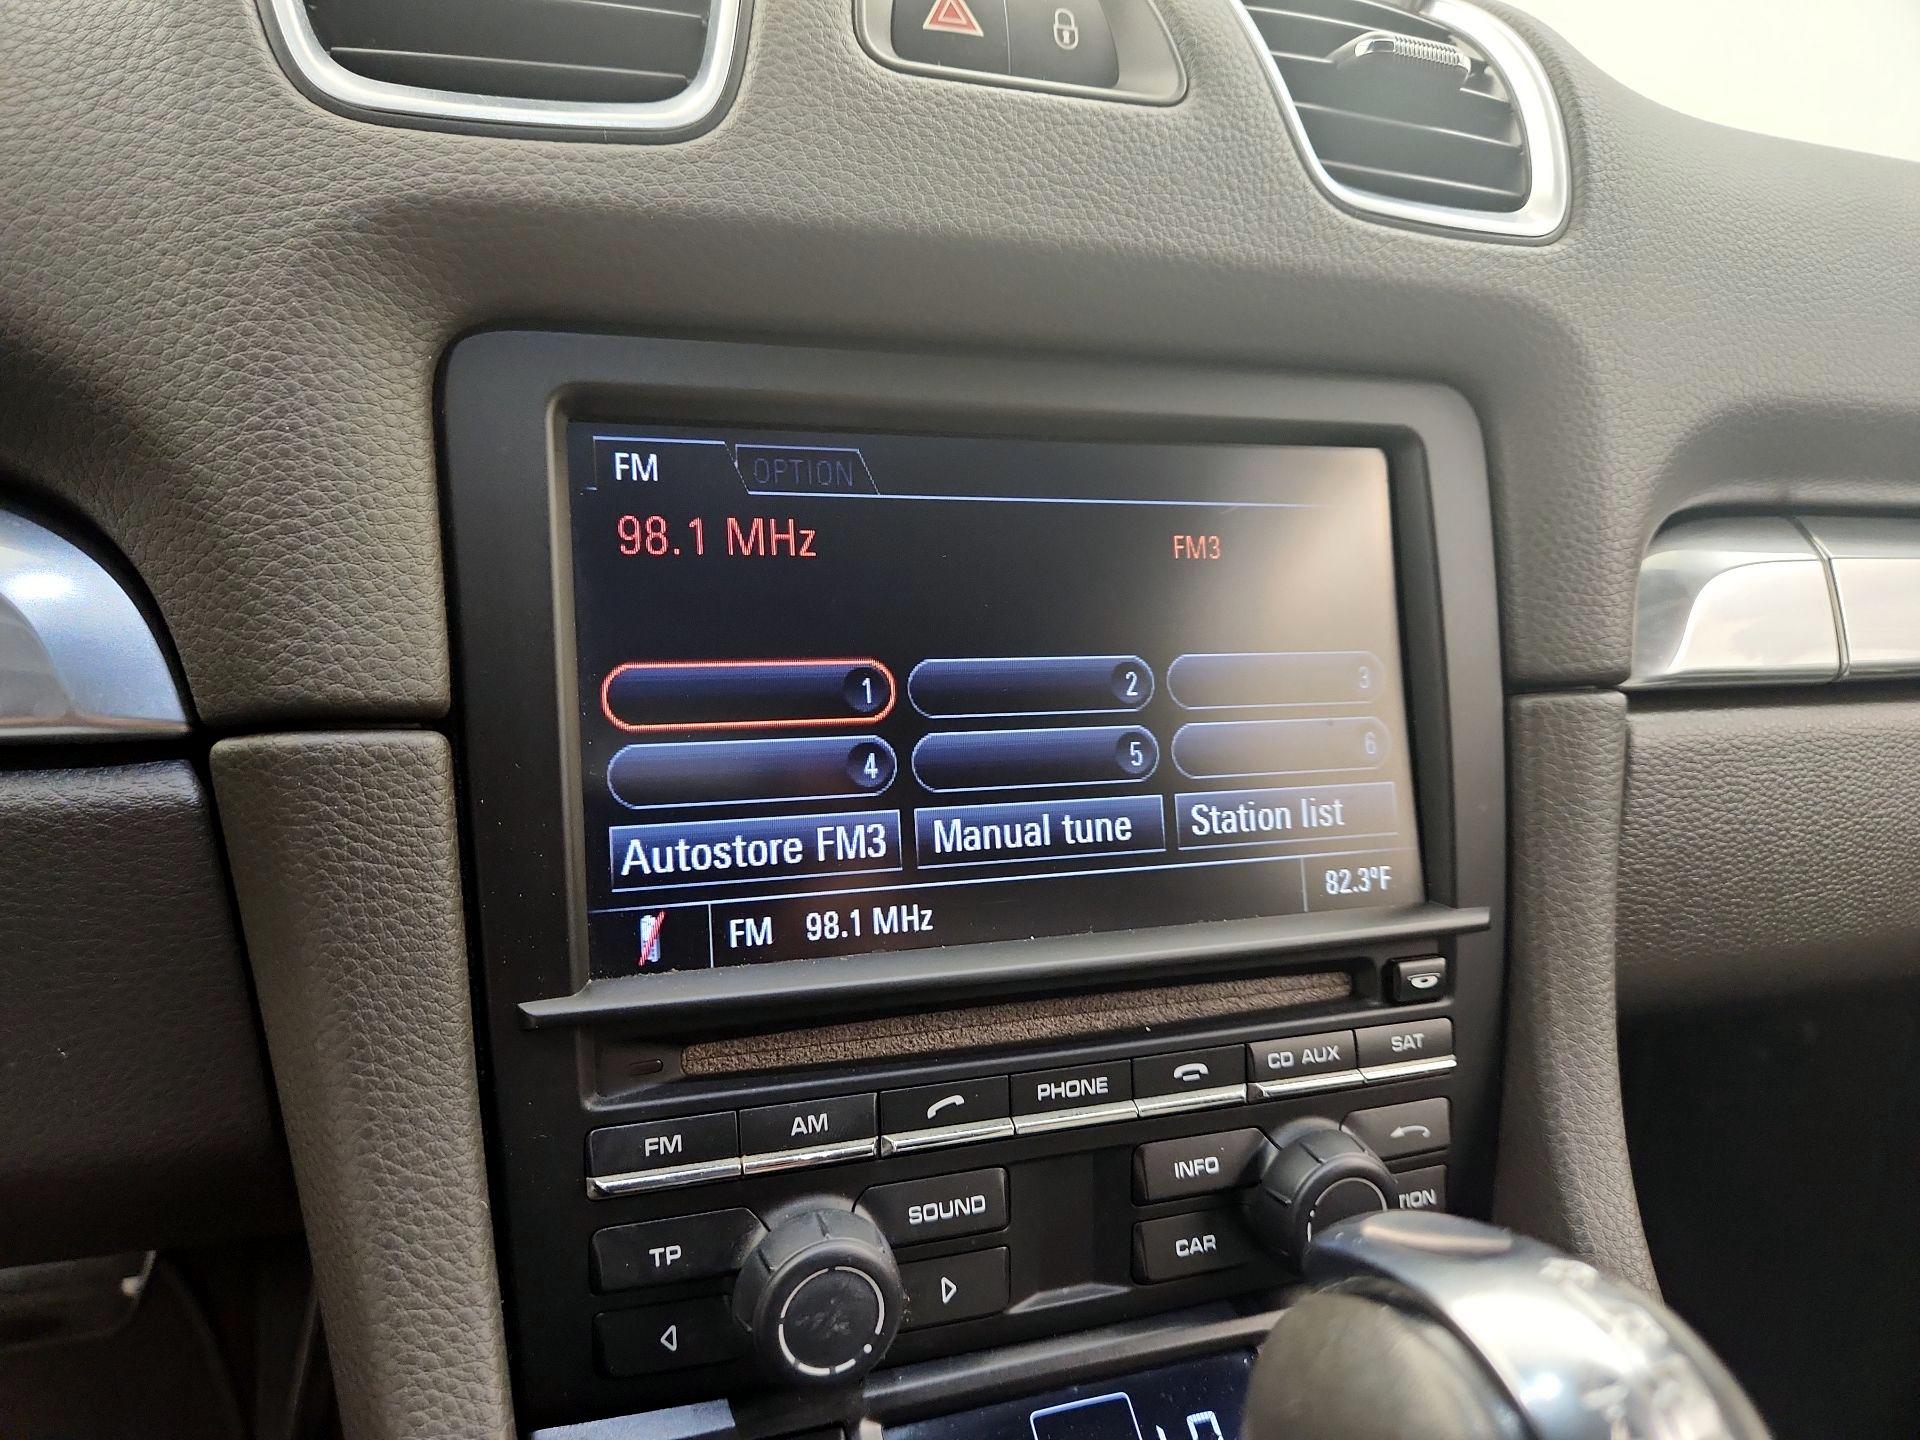 FM OPTION
98.1 MHz FM3
1 2 3
4 5 6
Autostore FM3 Manual tune Station list
FM 98.1 MHz 82.3°F
FM AM PHONE CD AUX SAT
TP SOUND INFO
CAR